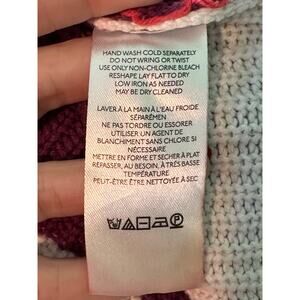 HAND WASH COLD SEPARATELY
DO NOT WRING OR TWIST
USE ONLY NON-CHLORINE BLEACH
RESHAPE LAY FLAT TO DRY
LOW IRON AS NEEDED
MAY BE DRY CLEANED
LAVER À LA MAIN À L'EAU FROIDE
SÉPARÉMEN
NE PAS TORDRE OU ESSORER
UTILISER UN AGENT DE
BLANCHIMENT SANS CHLORE SI
NÉCESSAIRE
METTRE EN FORME ET SECHER À PLAT
REPASSER, AU BESOIN, À TRÈS BASSE
TEMPÉRATURE
PEUT-ÊTRE ÊTRE NETTOYÉE À SEC